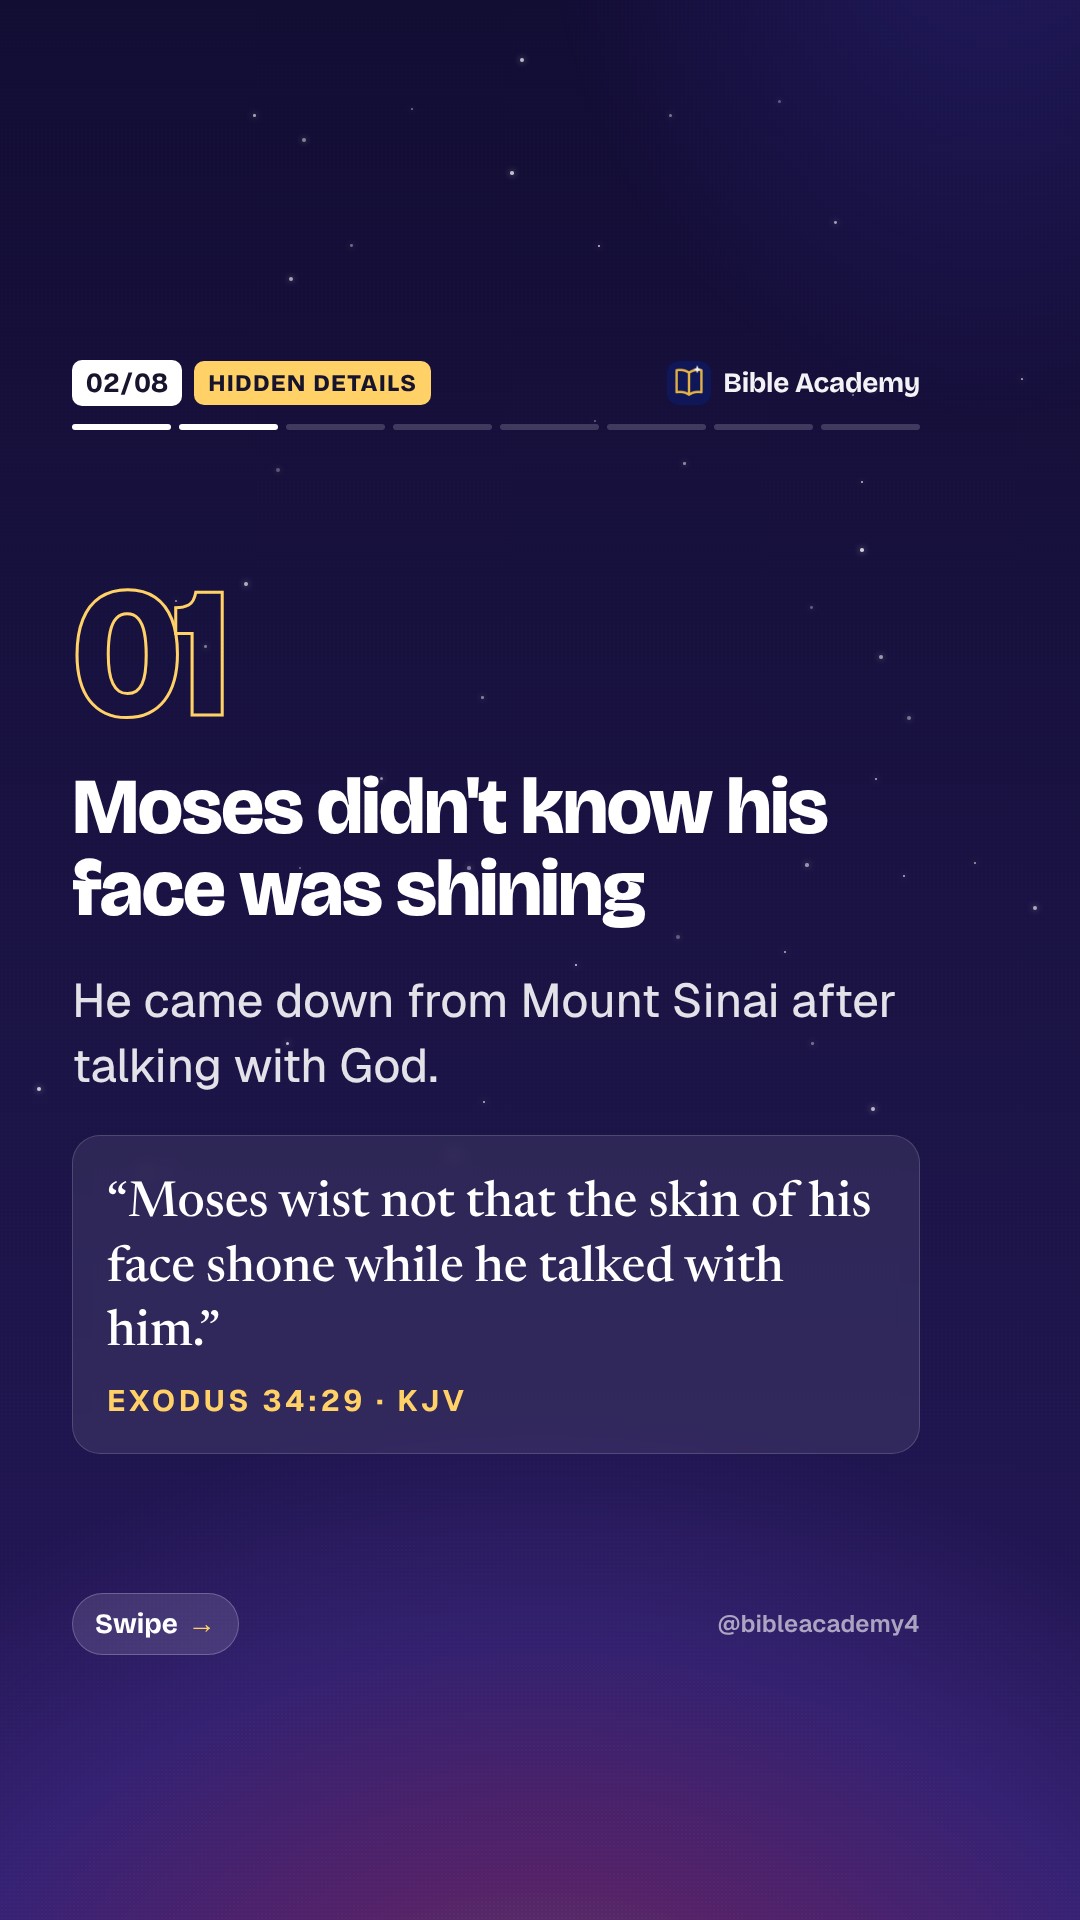 02/08 HIDDEN DETAILS Bible Academy
01
Moses didn't know his
face was shining
He came down from Mount Sinai after
talking with God.
“Moses wist not that the skin of his
face shone while he talked with
him.”
EXODUS 34:29 · KJV
Swipe → @bibleacademy4